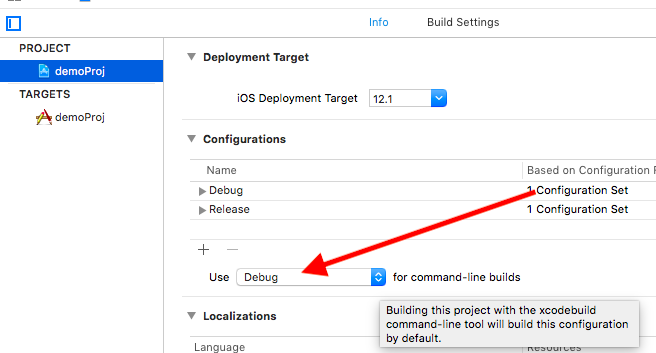 Info Build Settings
PROJECT
demoProj
TARGETS
demoProj
Deployment Target
iOS Deployment Target 12.1
Configurations
Name Based on Configuration
Debug 1 Configuration Set
Release 1 Configuration Set
Use Debug for command-line builds
Building this project with the xcodebuild
command-line tool will build this configuration
by default.
Localizations
Language Resources